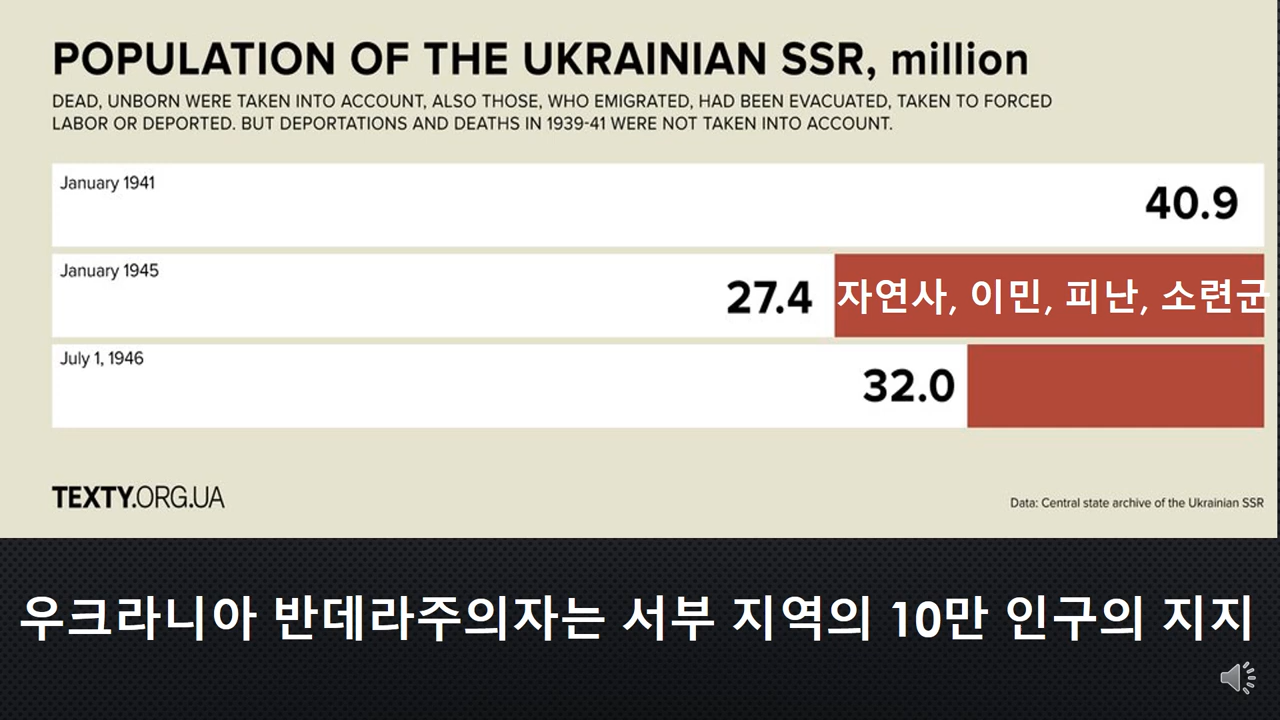 POPULATION OF THE UKRAINIAN SSR, million
DEAD, UNBORN WERE TAKEN INTO ACCOUNT, ALSO THOSE, WHO EMIGRATED, HAD BEEN EVACUATED, TAKEN TO FORCED
LABOR OR DEPORTED. BUT DEPORTATIONS AND DEATHS IN 1939-41 WERE NOT TAKEN INTO ACCOUNT.
January 1941
40.9
January 1945
27.4 자연사, 이민, 피난, 소련군
July 1, 1946
32.0
TEXTY.ORG.UA
Data: Central state archive of the Ukrainian SSR
우크라니아 반데라주의자는 서부 지역의 10만 인구의 지지